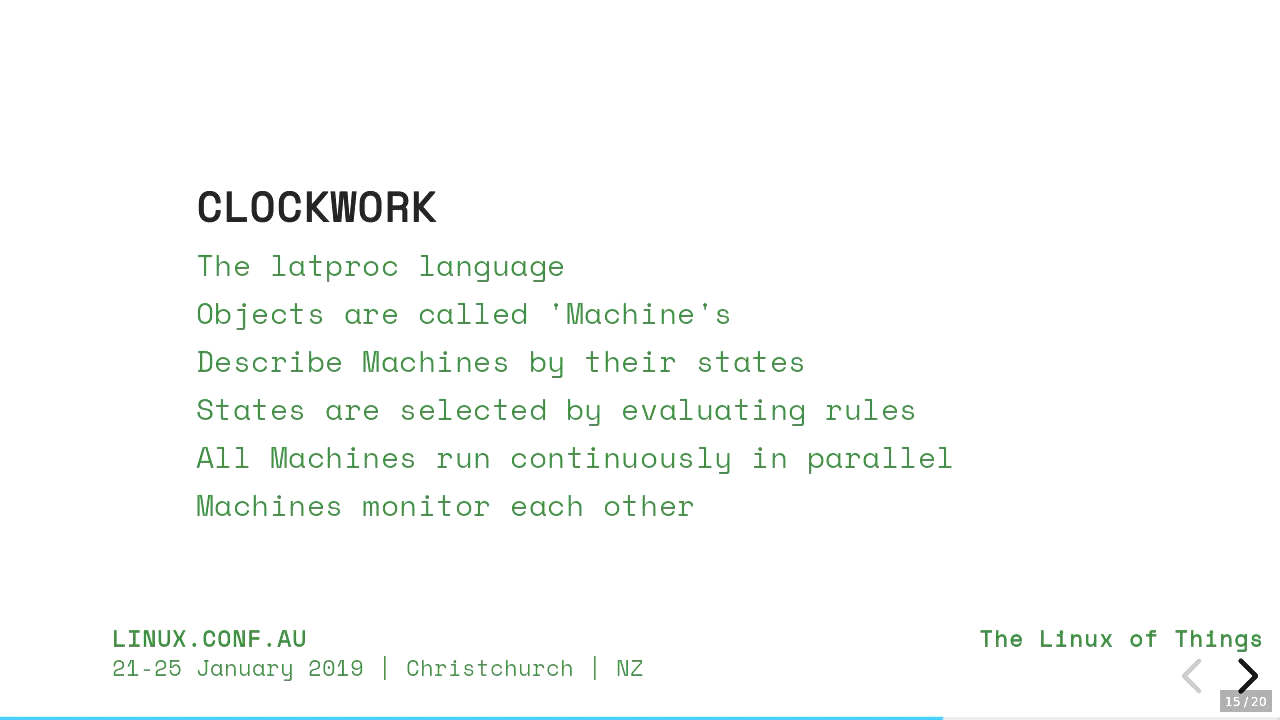 CLOCKWORK
The latproc language
Objects are called 'Machine's
Describe Machines by their states
States are selected by evaluating rules
All Machines run continuously in parallel
Machines monitor each other
LINUX.CONF.AU
21-25 January 2019 | Christchurch | NZ
The Linux of Things
15/20